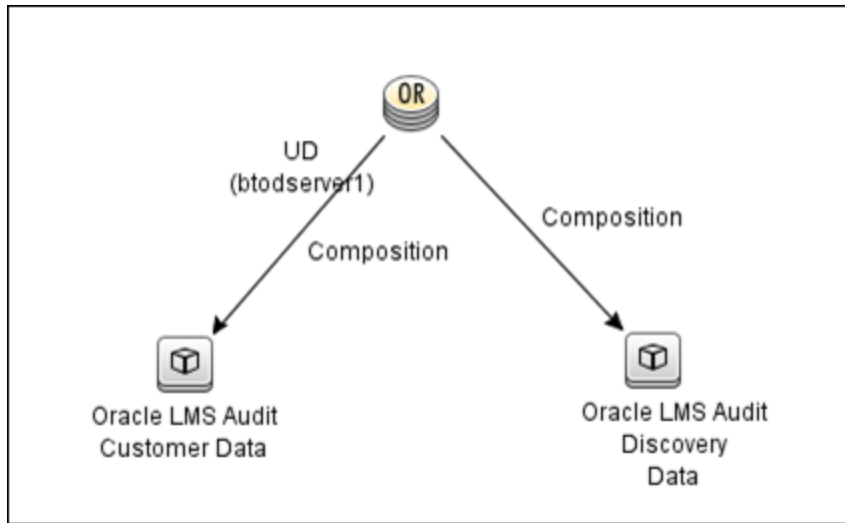 OR
UD
(btodserver1)
Composition
Composition
Oracle LMS Audit
Customer Data
Oracle LMS Audit
Discovery
Data